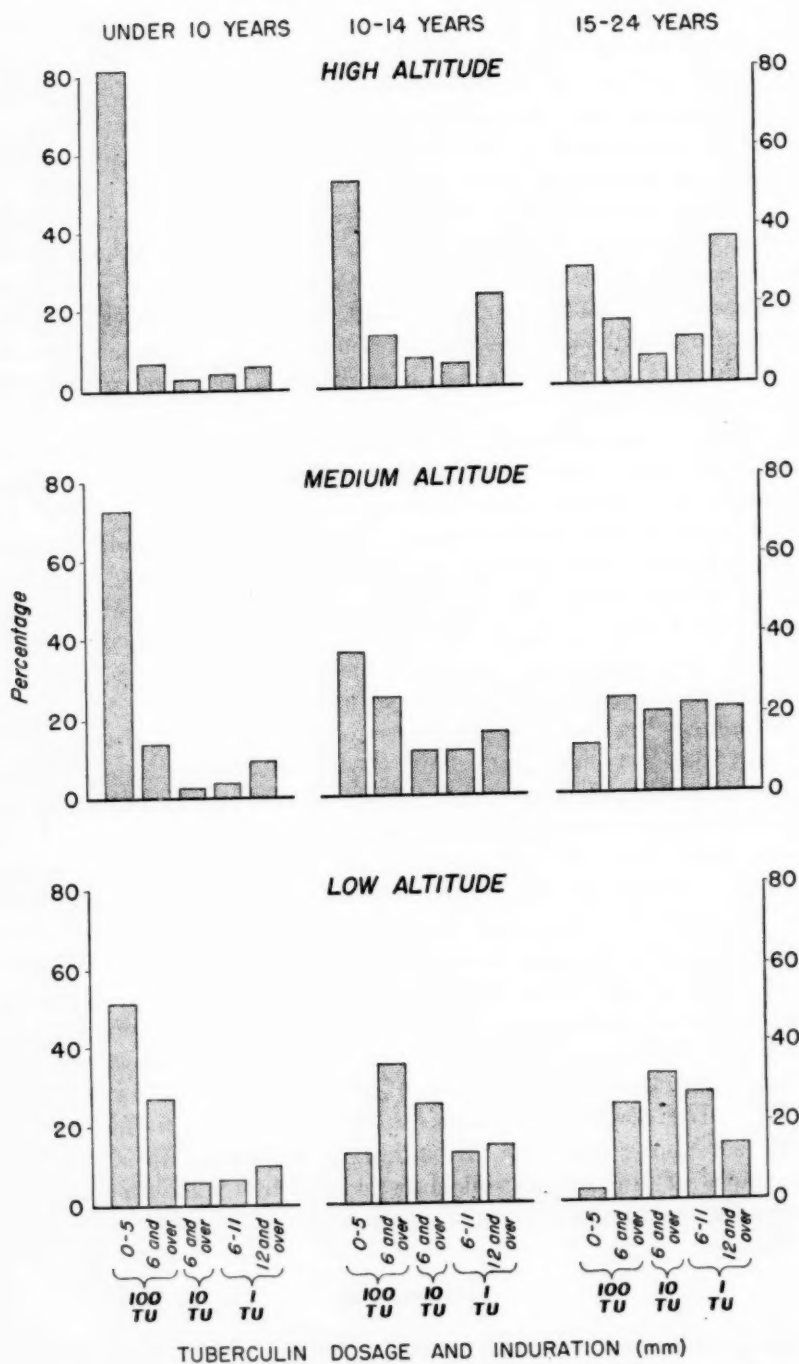 UNDER 10 YEARS 10-14 YEARS 15-24 YEARS
HIGH ALTITUDE
80 80
60 60
40 40
20 20
0 0
MEDIUM ALTITUDE
80 80
60 60
40 40
20 20
0 0
Percentage
LOW ALTITUDE
80 80
60 60
40 40
20 20
0 0
0-5 6 and over 6 and over 6-11 12 and over 0-5 6 and over 6 and over 6-11 12 and over 0-5 6 and over 6 and over 6-11 12 and over
100 TU 10 TU 1 TU 100 TU 10 TU 1 TU 100 TU 10 TU 1 TU
TUBERCULIN DOSAGE AND INDURATION (mm)